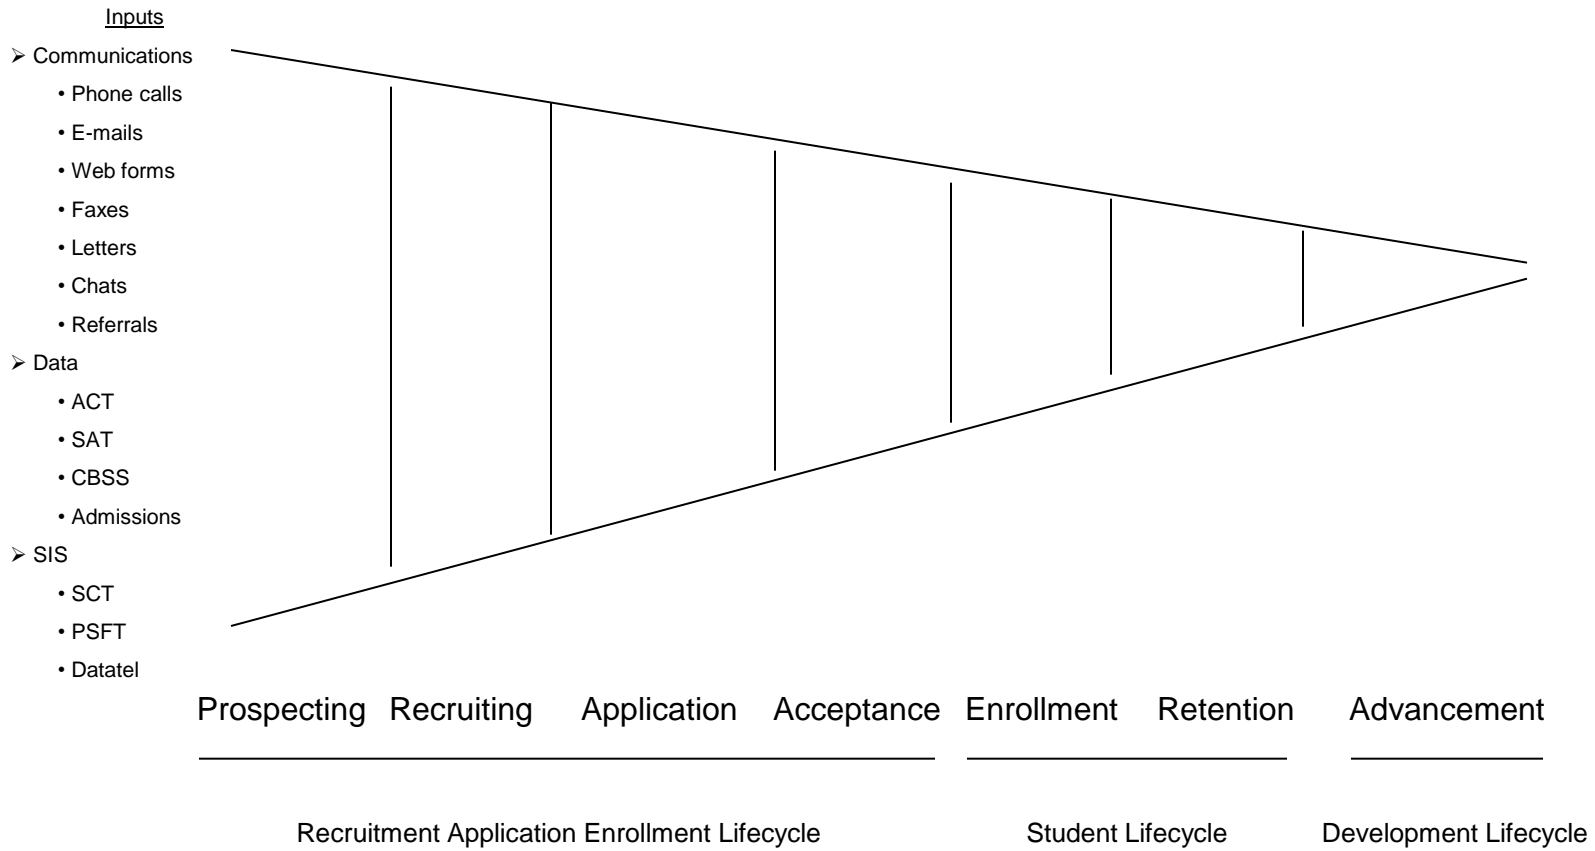 Inputs
➢ Communications
• Phone calls
• E-mails
• Web forms
• Faxes
• Letters
• Chats
• Referrals
➢ Data
• ACT
• SAT
• CBSS
• Admissions
➢ SIS
• SCT
• PSFT
• Datatel
Prospecting Recruiting Application Acceptance Enrollment Retention Advancement
Recruitment Application Enrollment Lifecycle Student Lifecycle Development Lifecycle